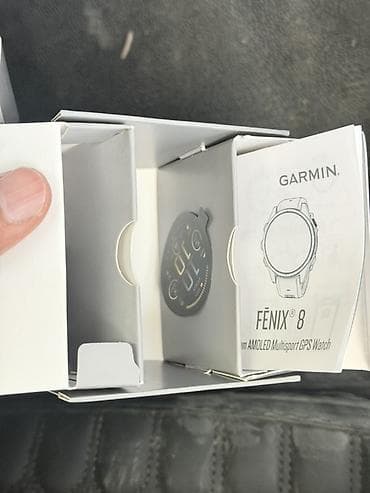 GARMIN.
FĒNIX® 8
m AMOLED Multisport GPS Watch